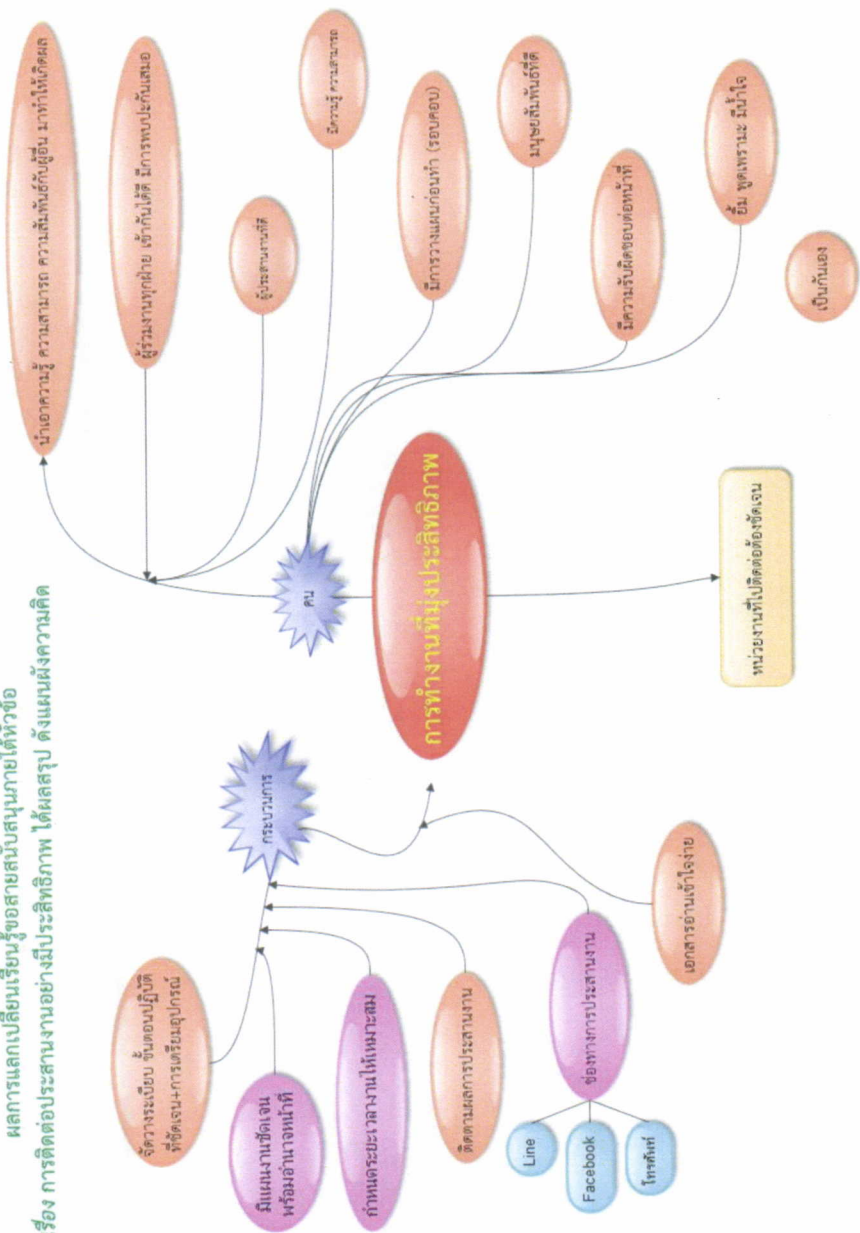 ผลการแลกเปลี่ยนเรียนรู้ของสายสนับสนุนภายใต้หัวข้อ
เรื่อง การติดต่อประสานงานอย่างมีประสิทธิภาพ ได้ผลสรุป ดังแผนผังความคิด
จัดวางระเบียบ ขั้นตอนปฏิบัติ
ที่ชัดเจน+การเตรียมอุปกรณ์
มีแผนงานชัดเจน
พร้อมอำนาจหน้าที่
กำหนดระยะเวลางานให้เหมาะสม
ติดตามผลการประสานงาน
ช่องทางการประสานงาน
Line
Facebook
โทรศัพท์
เอกสารอ่านเข้าใจง่าย
กระบวนการ
คน
การทำงานที่มุ่งประสิทธิภาพ
หน่วยงานที่ไปติดต่อต้องชัดเจน
นำเอาความรู้ ความสามารถ ความสัมพันธ์กับผู้อื่น มาทำให้เกิดผล
ผู้ร่วมงานทุกฝ่าย เข้ากันได้ดี มีการพบปะกันเสมอ
ผู้ประสานงานที่ดี
มีความรู้ ความสามารถ
มีการวางแผนก่อนทำ (รอบคอบ)
มนุษยสัมพันธ์ที่ดี
มีความรับผิดชอบต่อหน้าที่
ยิ้ม พูดเพราะ มีน้ำใจ
เป็นกันเอง